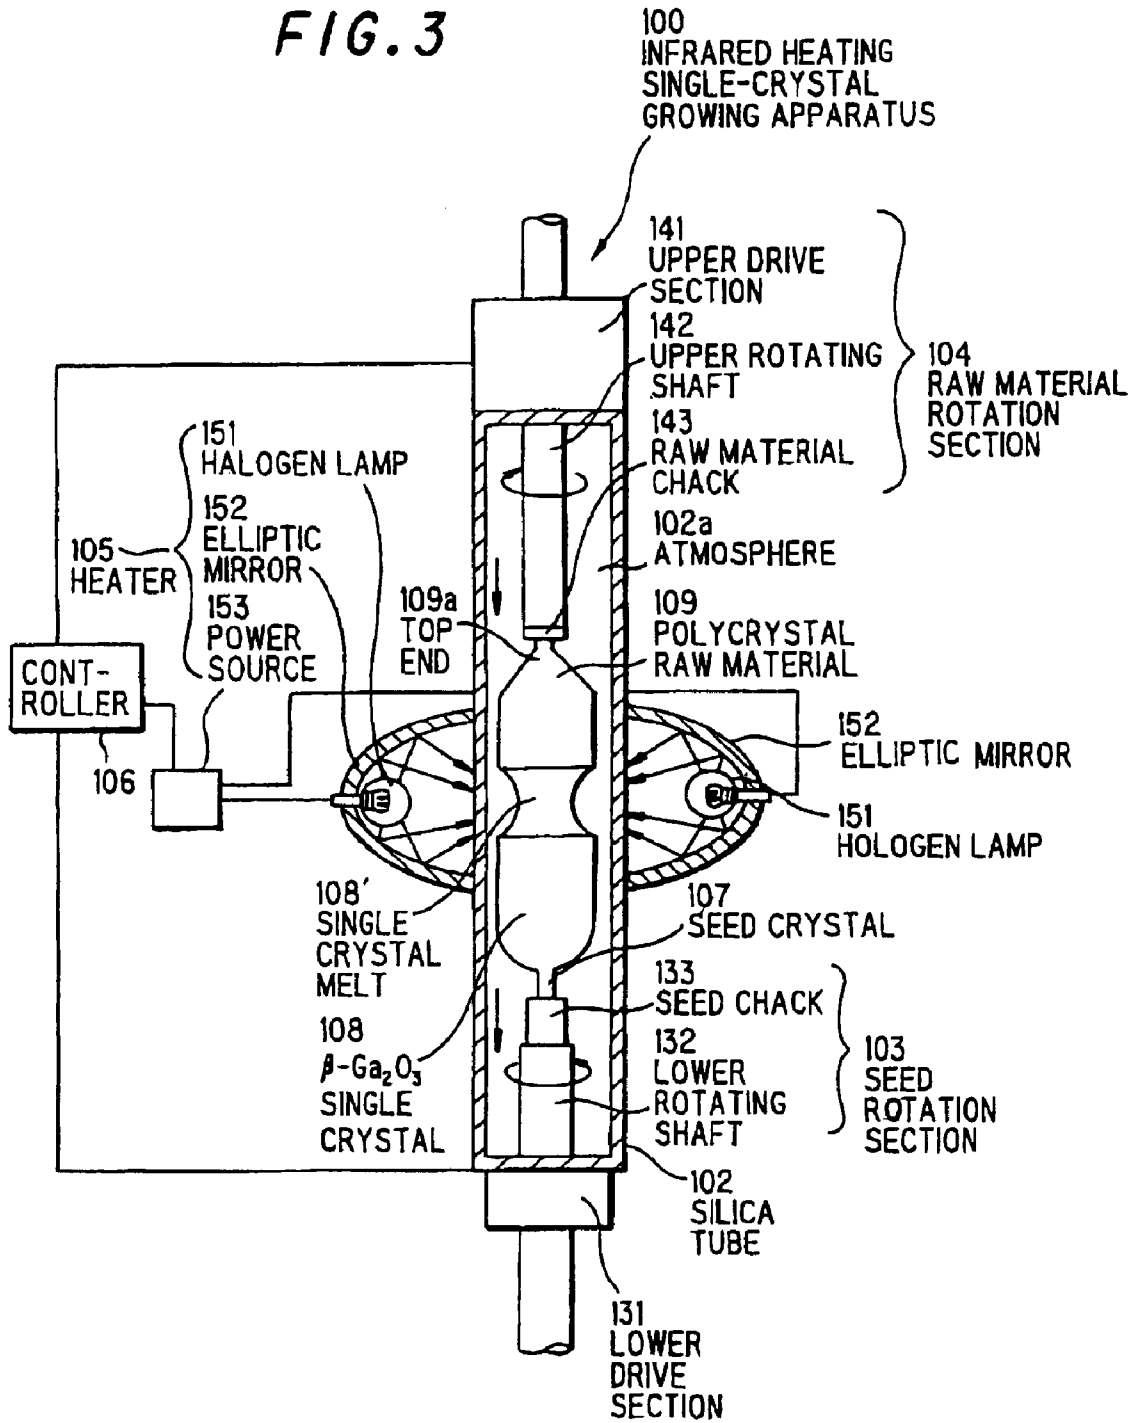 FIG.3
100
INFRARED HEATING
SINGLE-CRYSTAL
GROWING APPARATUS
141
UPPER DRIVE
SECTION
142
UPPER ROTATING
SHAFT
143
RAW MATERIAL
CHACK
104
RAW MATERIAL
ROTATION
SECTION
102a
ATMOSPHERE
109
POLYCRYSTAL
RAW MATERIAL
109a
TOP
END
151
HALOGEN LAMP
152
ELLIPTIC
MIRROR
153
POWER
SOURCE
105
HEATER
CONT-
ROLLER
106
152
ELLIPTIC MIRROR
151
HOLOGEN LAMP
108'
SINGLE
CRYSTAL
MELT
107
SEED CRYSTAL
133
SEED CHACK
132
LOWER
ROTATING
SHAFT
103
SEED
ROTATION
SECTION
108
β-Ga₂O₃
SINGLE
CRYSTAL
102
SILICA
TUBE
131
LOWER
DRIVE
SECTION